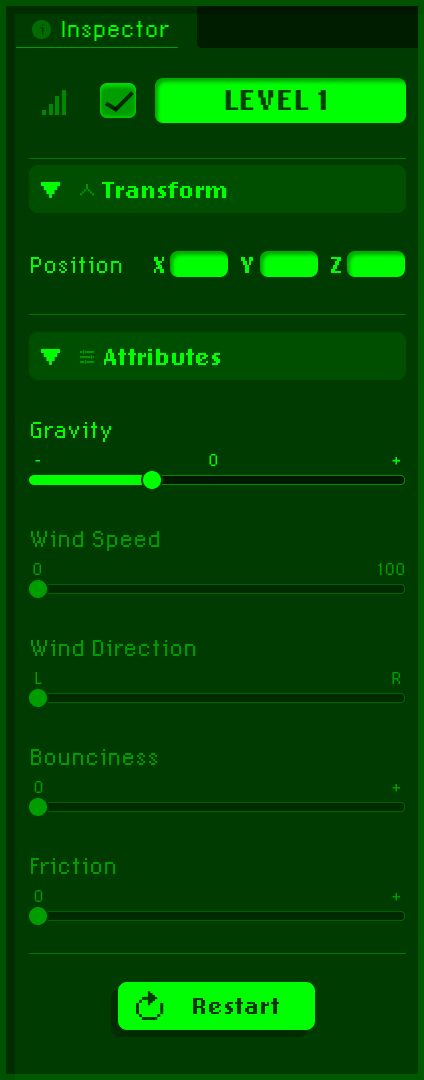 Inspector
LEVEL 1
Transform
Position X Y Z
Attributes
Gravity
- 0 +
Wind Speed
0 100
Wind Direction
L R
Bounciness
0 +
Friction
0 +
Restart